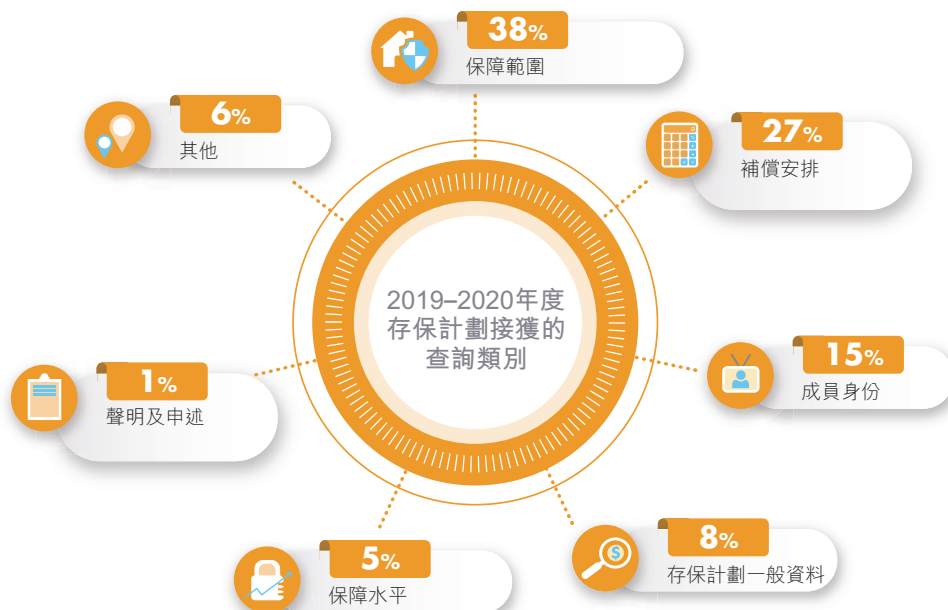 38%
保障範圍
27%
補償安排
15%
成員身份
8%
存保計劃一般資料
5%
保障水平
1%
聲明及申述
6%
其他
2019–2020年度
存保計劃接獲的
查詢類別
$